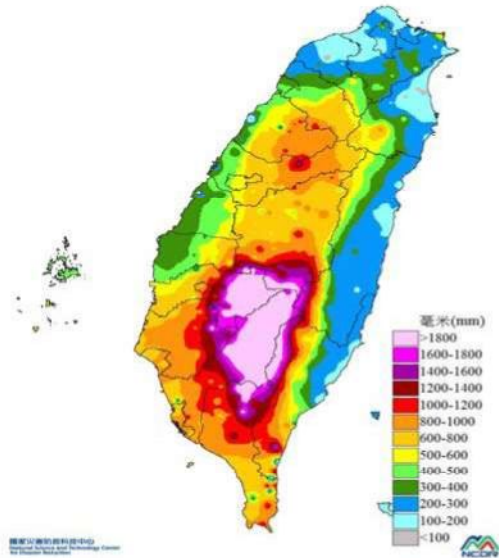 毫米(mm)
>1800
1600-1800
1400-1600
1200-1400
1000-1200
800-1000
600-800
500-600
400-500
300-400
200-300
100-200
<100
國家災害防救科技中心
National Science and Technology Center
for Disaster Reduction
NCDR